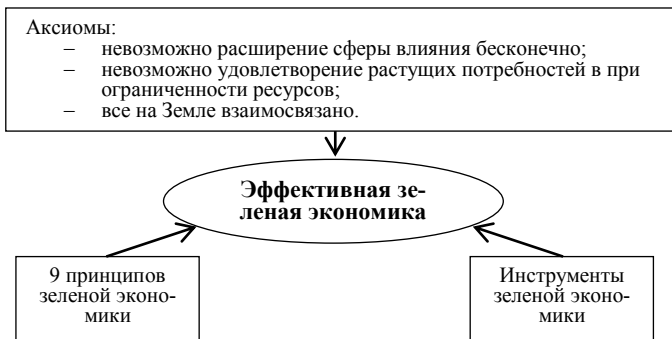 Аксиомы:
– невозможно расширение сферы влияния бесконечно;
– невозможно удовлетворение растущих потребностей в при
ограниченности ресурсов;
– все на Земле взаимосвязано.
Эффективная зе-
леная экономика
9 принципов
зеленой эконо-
мики
Инструменты
зеленой эконо-
мики